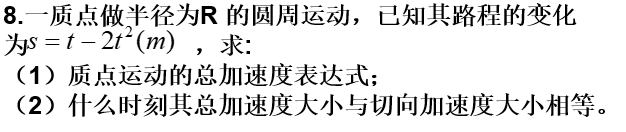 8.一质点做半径为R 的圆周运动，已知其路程的变化
为s = t − 2t²(m) ，求:
（1）质点运动的总加速度表达式；
（2）什么时刻其总加速度大小与切向加速度大小相等。